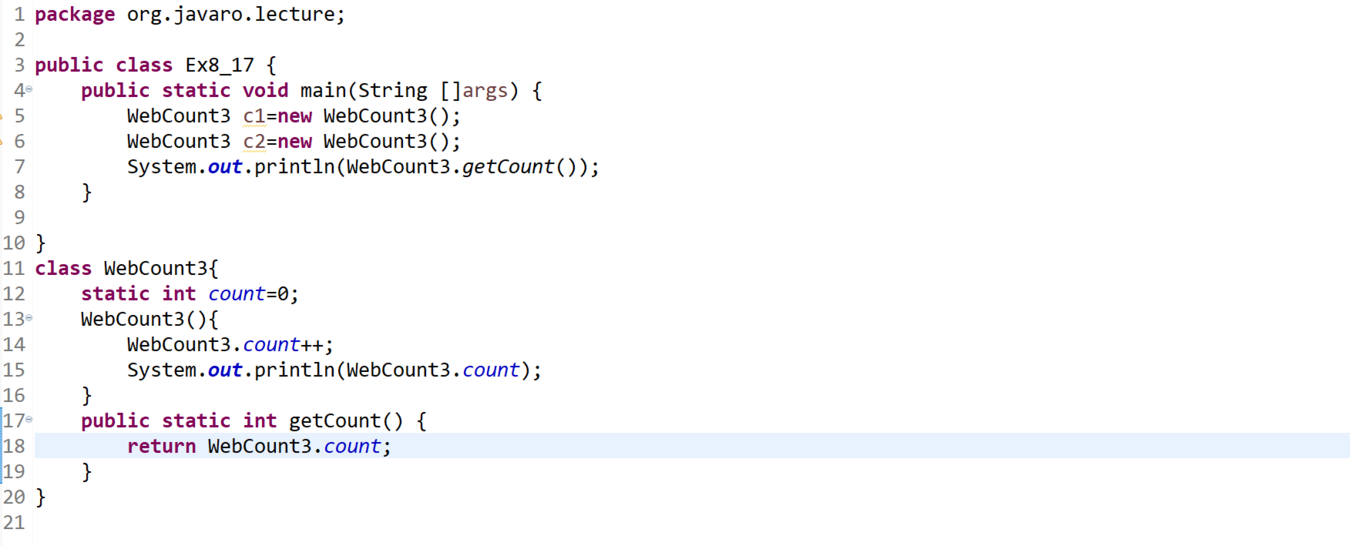 1 package org.javaro.lecture;
2
3 public class Ex8_17 {
4     public static void main(String []args) {
5         WebCount3 c1=new WebCount3();
6         WebCount3 c2=new WebCount3();
7         System.out.println(WebCount3.getCount());
8     }
9
10 }
11 class WebCount3{
12     static int count=0;
13     WebCount3(){
14         WebCount3.count++;
15         System.out.println(WebCount3.count);
16     }
17     public static int getCount() {
18         return WebCount3.count;
19     }
20 }
21